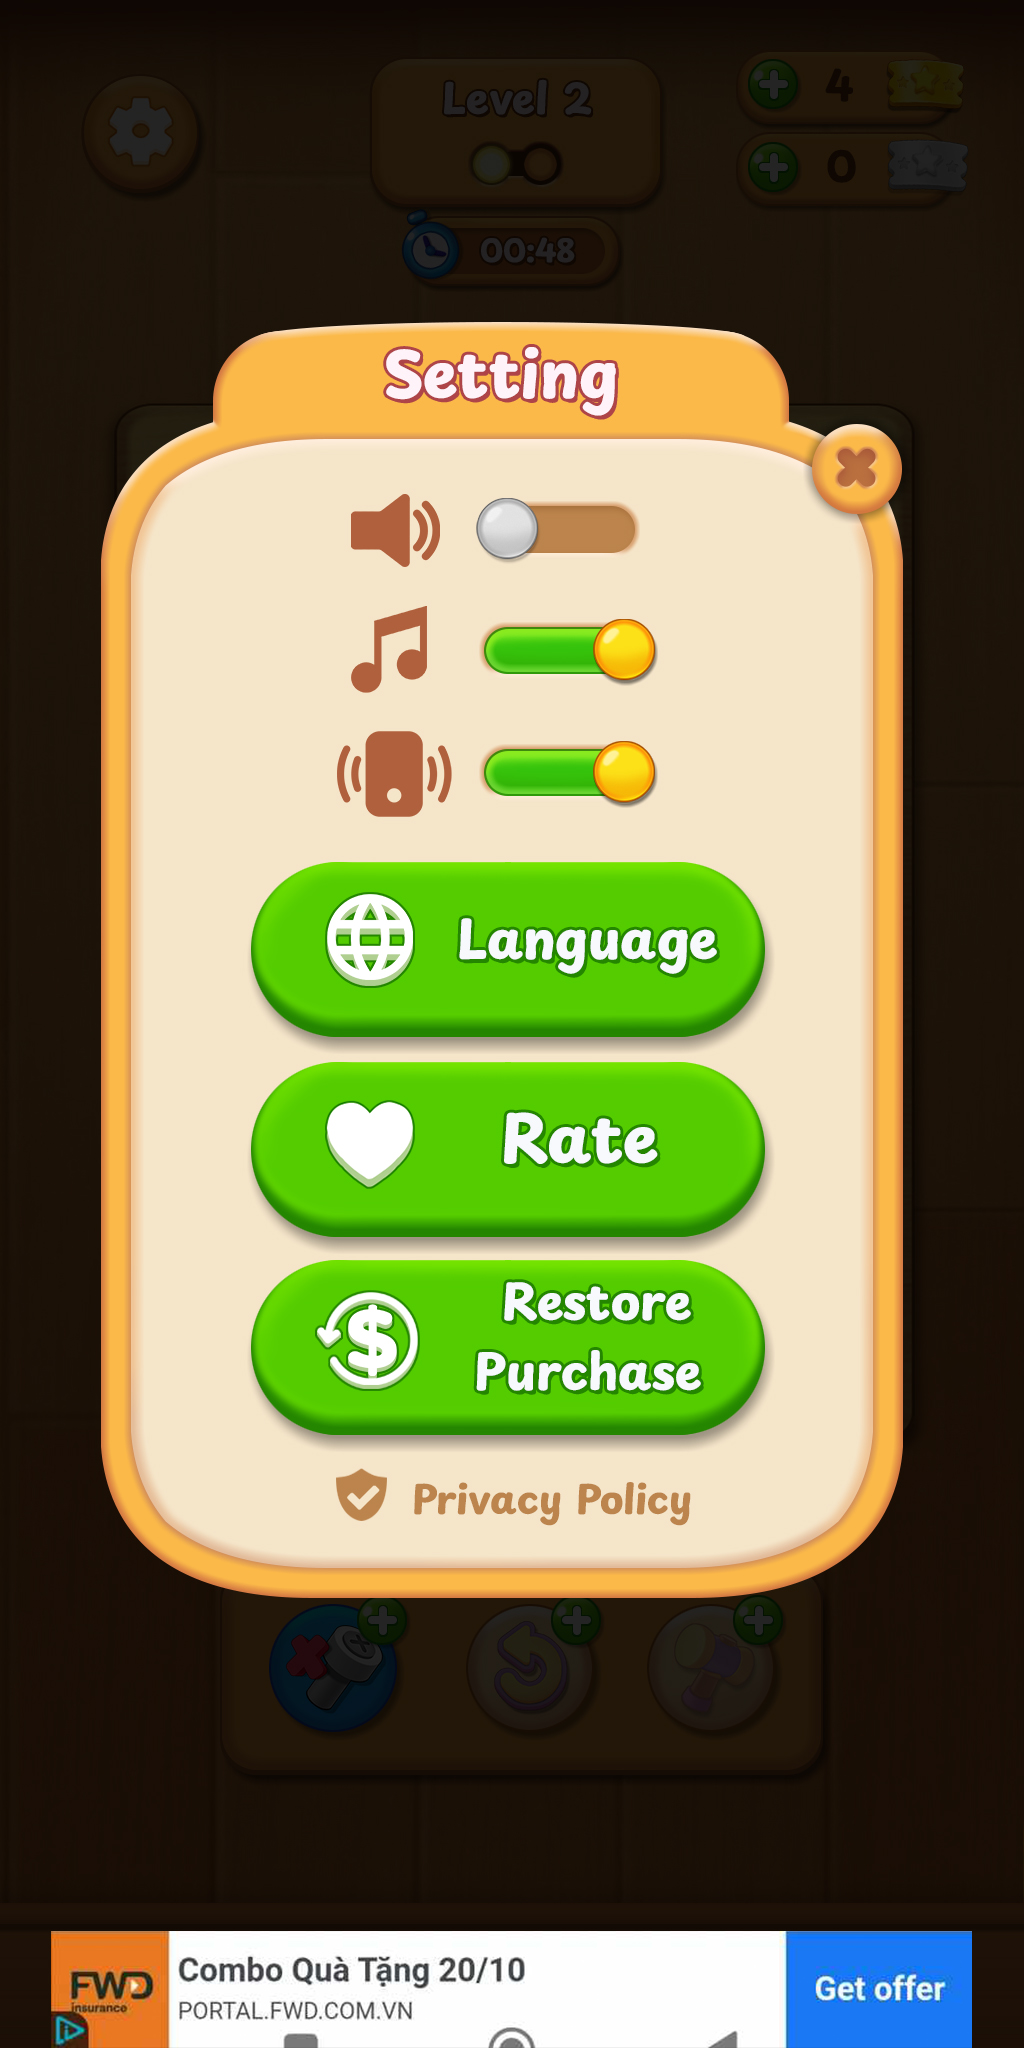 Level 2
4
0
00:48
Setting
Language
Rate
Restore
Purchase
Privacy Policy
FWD
insurance
Combo Quà Tặng 20/10
PORTAL.FWD.COM.VN
Get offer